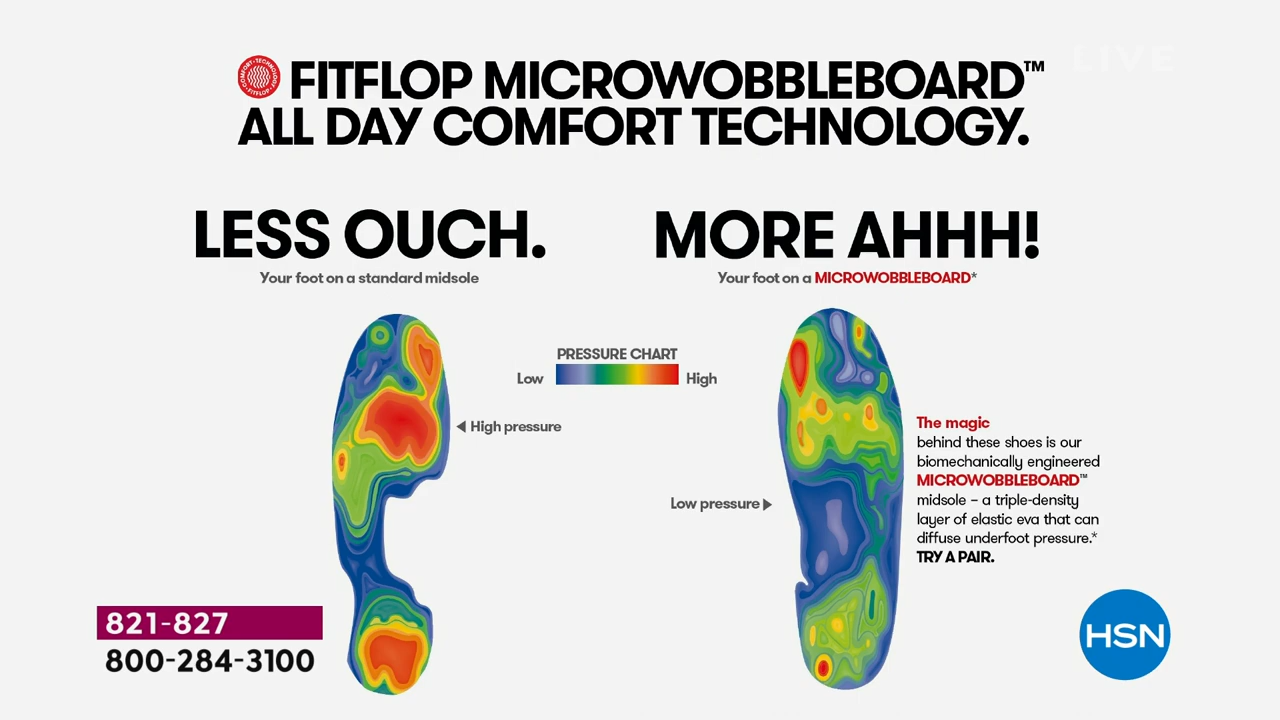 LIVE
FITFLOP MICROWOBBLEBOARD™
ALL DAY COMFORT TECHNOLOGY.
LESS OUCH.
Your foot on a standard midsole
MORE AHHH!
Your foot on a MICROWOBBLEBOARD*
PRESSURE CHART
Low
High
High pressure
Low pressure
The magic
behind these shoes is our
biomechanically engineered
MICROWOBBLEBOARD™
midsole – a triple-density
layer of elastic eva that can
diffuse underfoot pressure.*
TRY A PAIR.
821-827
800-284-3100
HSN